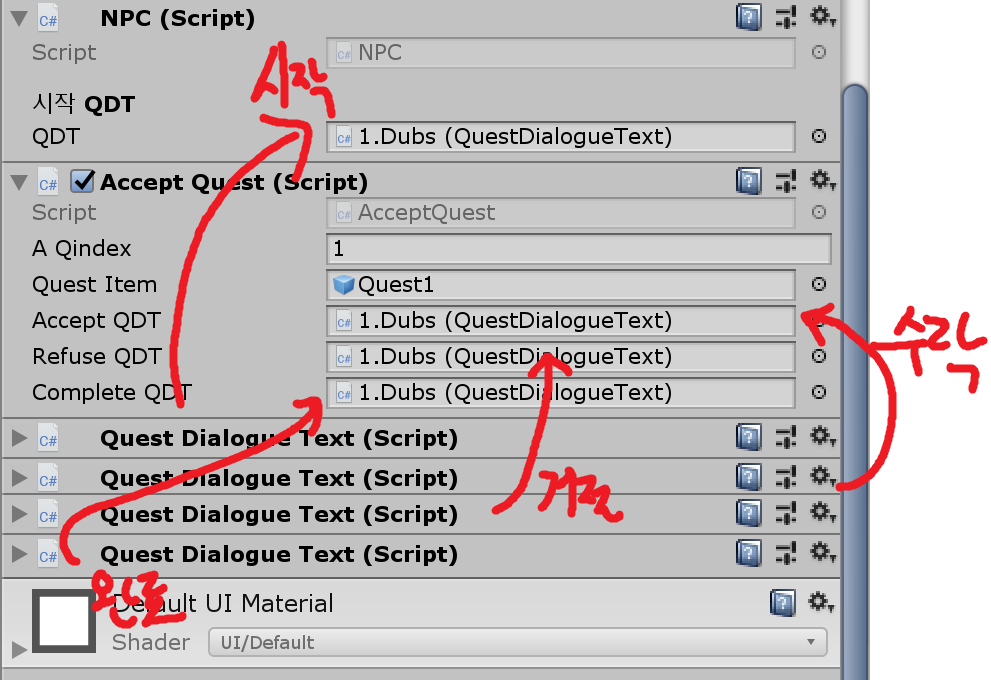 NPC (Script)
Script NPC
시작
시작 QDT
QDT 1.Dubs (QuestDialogueText)
Accept Quest (Script)
Script AcceptQuest
A Qindex 1
Quest Item Quest1
Accept QDT 1.Dubs (QuestDialogueText)
수락
Refuse QDT 1.Dubs (QuestDialogueText)
Complete QDT 1.Dubs (QuestDialogueText)
Quest Dialogue Text (Script)
Quest Dialogue Text (Script)
거절
Quest Dialogue Text (Script)
Quest Dialogue Text (Script)
완료
Default UI Material
Shader UI/Default